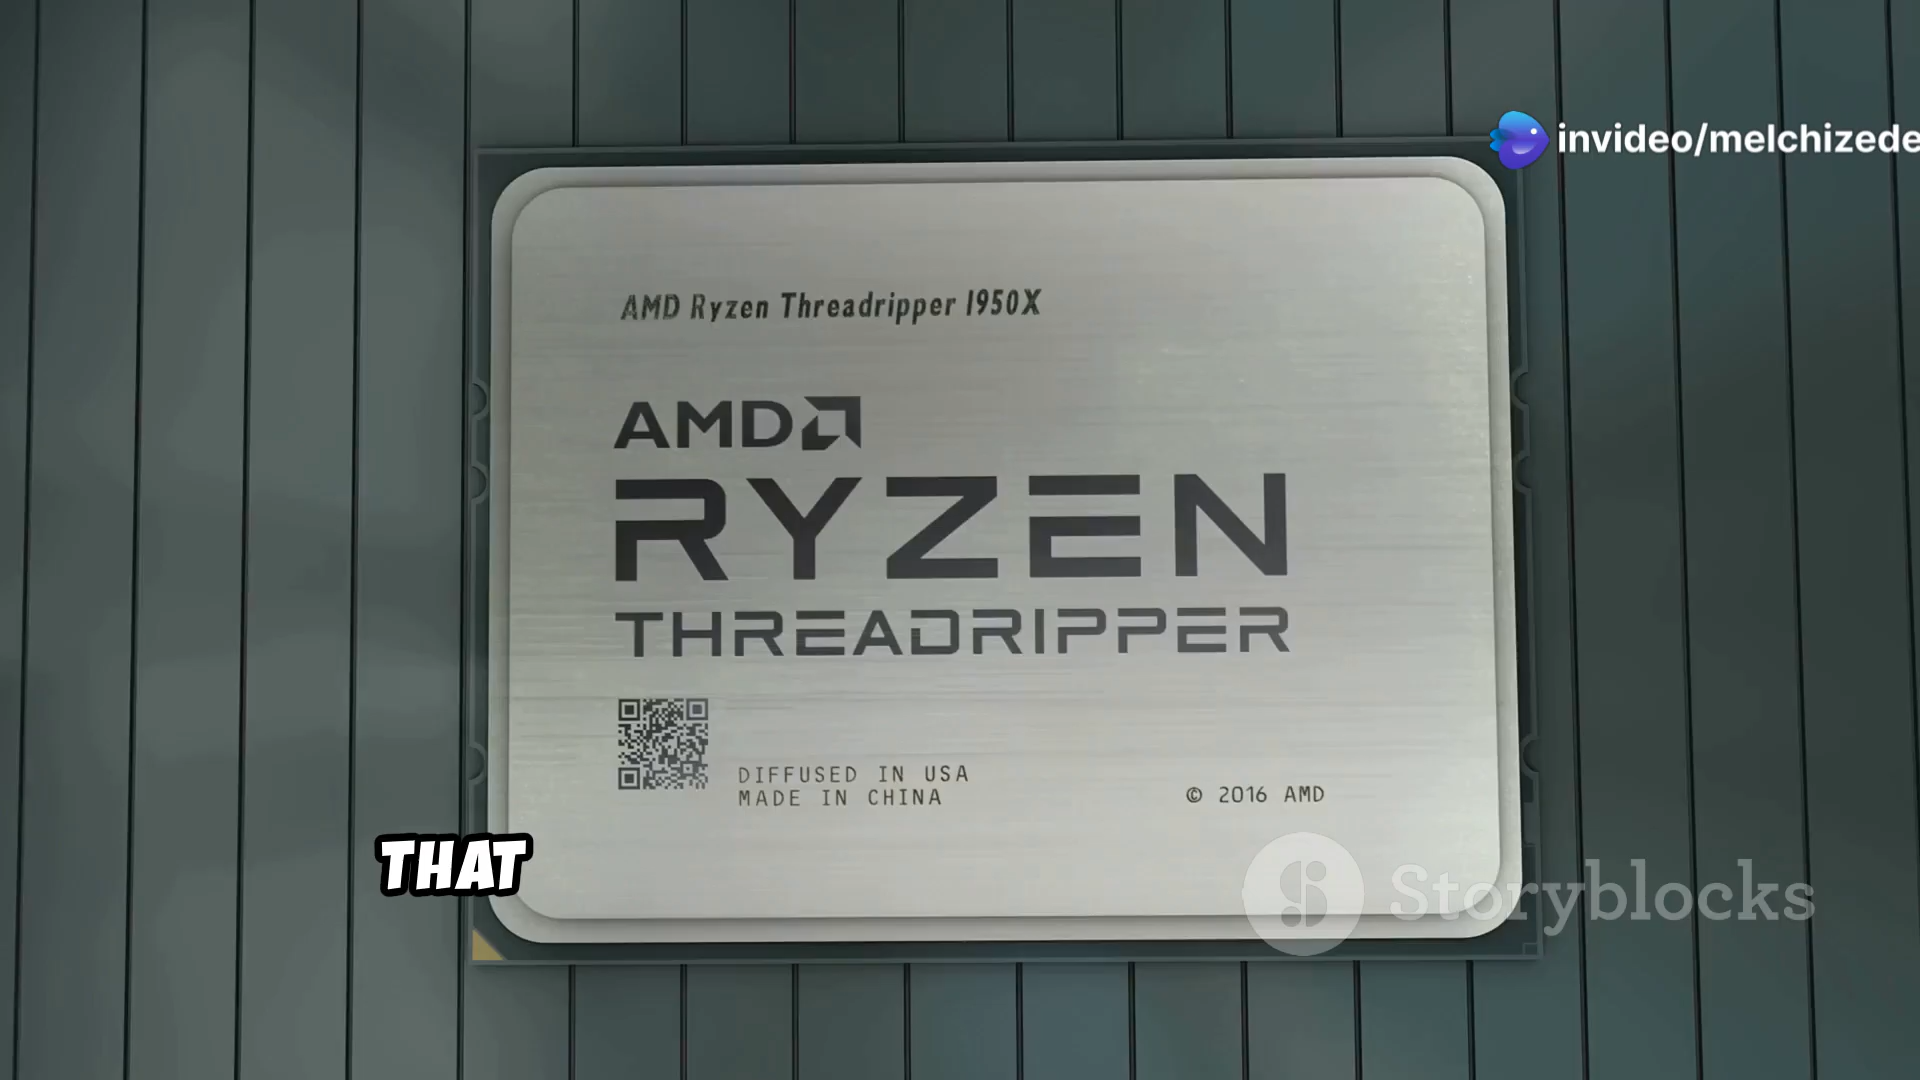 invideo/melchizede
AMD Ryzen Threadripper 1950X
AMD
RYZEN
THREADRIPPER
DIFFUSED IN USA
MADE IN CHINA
© 2016 AMD
THAT
Storyblocks